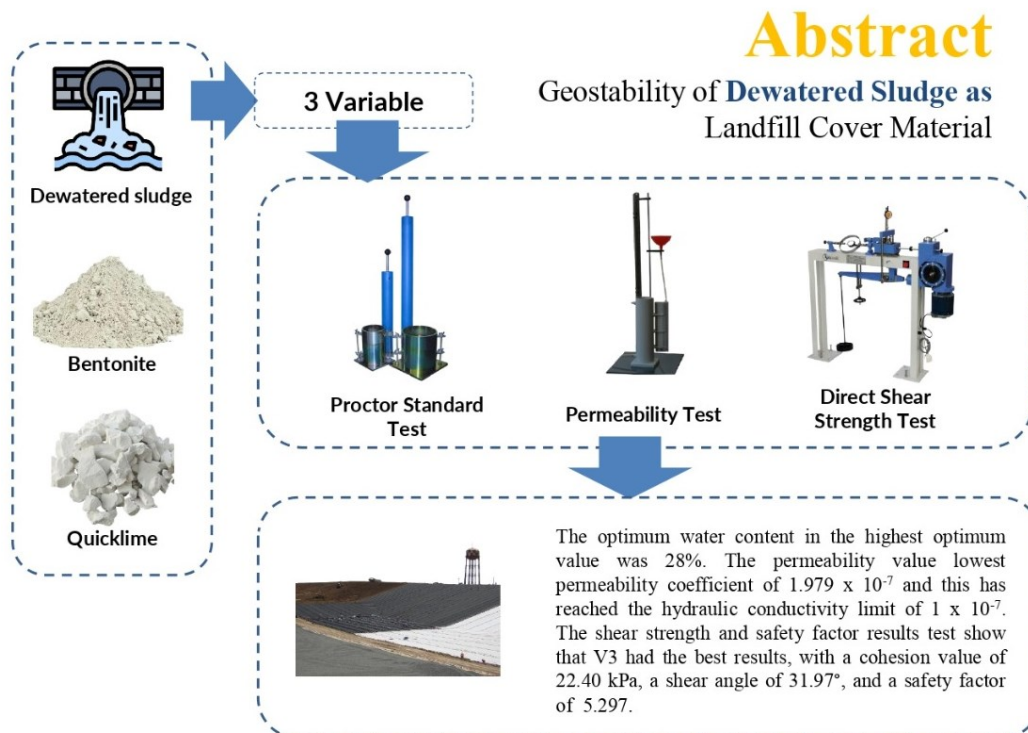 Abstract
Geostability of Dewatered Sludge as
Landfill Cover Material
3 Variable
Dewatered sludge
Bentonite
Quicklime
Proctor Standard
Test
Permeability Test
Direct Shear
Strength Test
The optimum water content in the highest optimum
value was 28%. The permeability value lowest
permeability coefficient of 1.979 x 10⁻⁷ and this has
reached the hydraulic conductivity limit of 1 x 10⁻⁷.
The shear strength and safety factor results test show
that V3 had the best results, with a cohesion value of
22.40 kPa, a shear angle of 31.97°, and a safety factor
of 5.297.